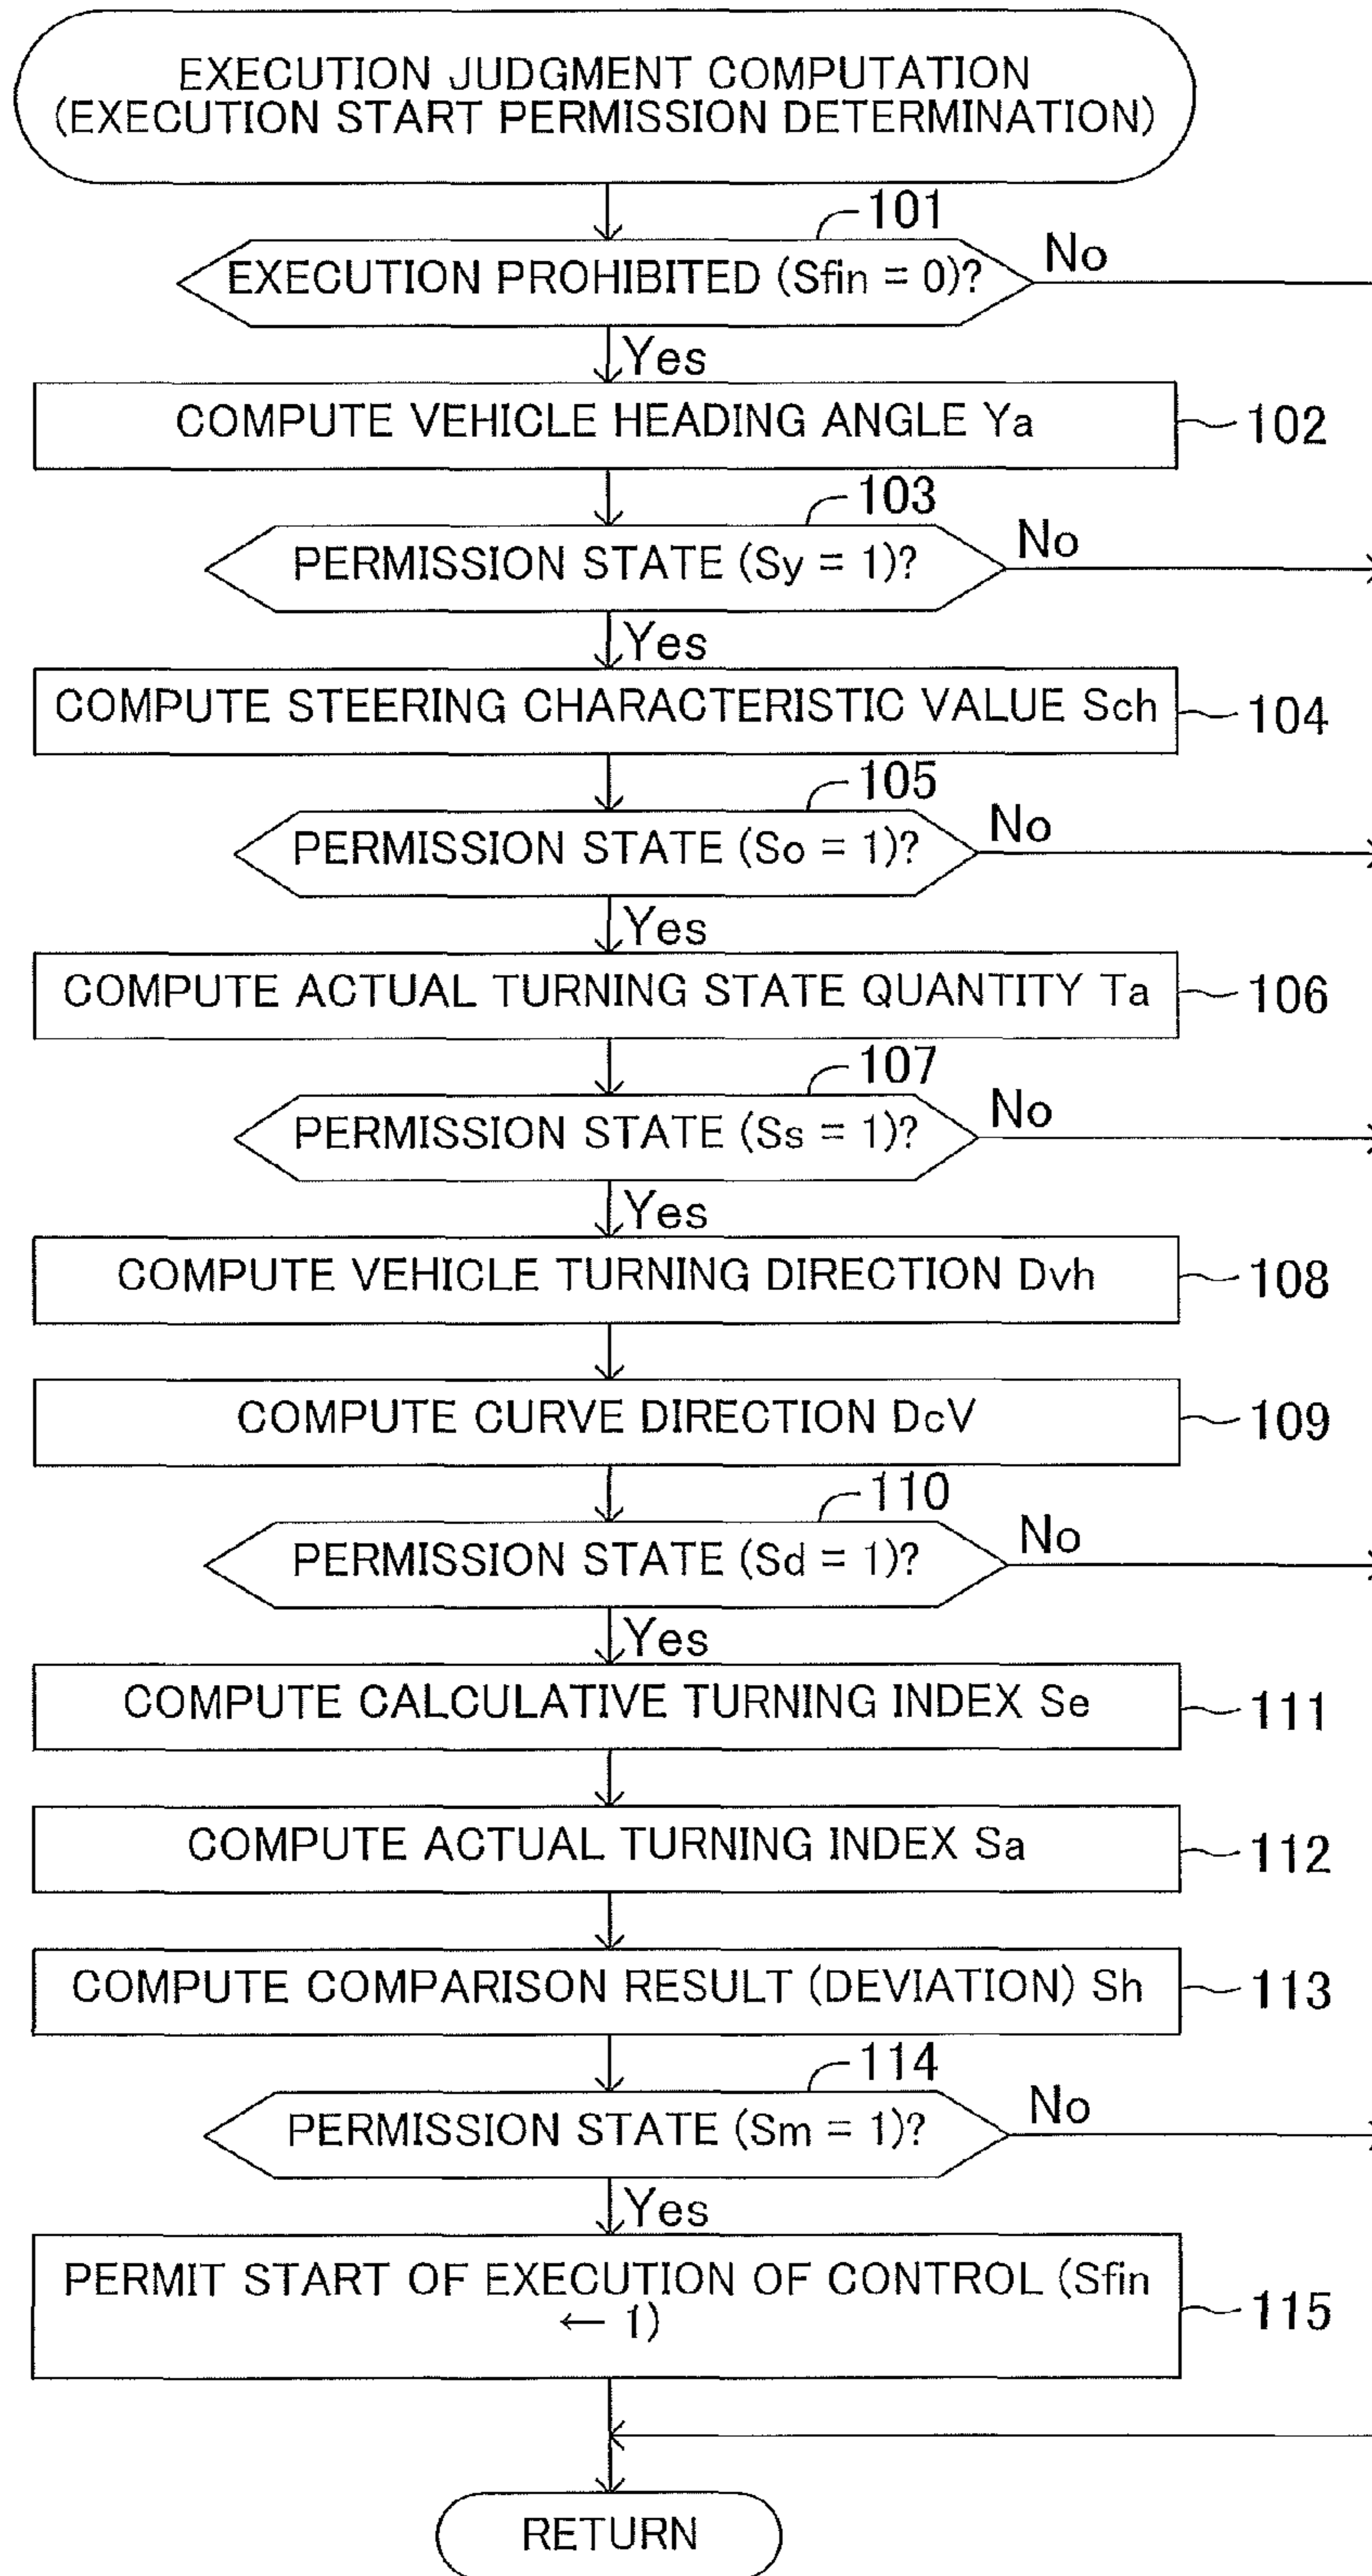 EXECUTION JUDGMENT COMPUTATION
(EXECUTION START PERMISSION DETERMINATION)
101
EXECUTION PROHIBITED (Sfin = 0)?
No
Yes
COMPUTE VEHICLE HEADING ANGLE Ya
102
103
PERMISSION STATE (Sy = 1)?
No
Yes
COMPUTE STEERING CHARACTERISTIC VALUE Sch
104
105
PERMISSION STATE (So = 1)?
No
Yes
COMPUTE ACTUAL TURNING STATE QUANTITY Ta
106
107
PERMISSION STATE (Ss = 1)?
No
Yes
COMPUTE VEHICLE TURNING DIRECTION Dvh
108
COMPUTE CURVE DIRECTION DcV
109
110
PERMISSION STATE (Sd = 1)?
No
Yes
COMPUTE CALCULATIVE TURNING INDEX Se
111
COMPUTE ACTUAL TURNING INDEX Sa
112
COMPUTE COMPARISON RESULT (DEVIATION) Sh
113
114
PERMISSION STATE (Sm = 1)?
No
Yes
PERMIT START OF EXECUTION OF CONTROL (Sfin
← 1)
115
RETURN